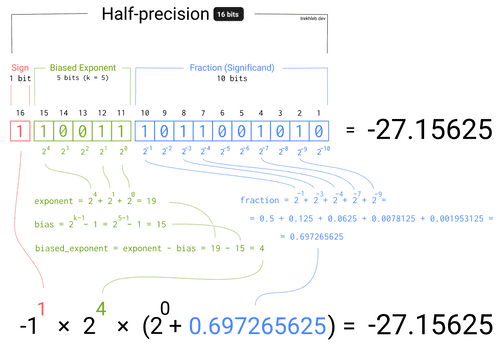 Half-precision 16 bits
trekhleb.dev
Sign Biased Exponent Fraction (Significand)
1 bit 5 bits (k = 5) 10 bits
16 15 14 13 12 11 10 9 8 7 6 5 4 3 2 1
1 1 0 0 1 1 1 0 1 1 0 0 1 0 1 0 = -27.15625
2^4 2^3 2^2 2^1 2^0 2^-1 2^-2 2^-3 2^-4 2^-5 2^-6 2^-7 2^-8 2^-9 2^-10
exponent = 2^4 + 2^1 + 2^0 = 19
fraction = 2^-1 + 2^-3 + 2^-4 + 2^-7 + 2^-9 =
bias = 2^k-1 - 1 = 2^5-1 - 1 = 15
= 0.5 + 0.125 + 0.0625 + 0.0078125 + 0.001953125 =
= 0.697265625
biased_exponent = exponent - bias = 19 - 15 = 4
-1^1 × 2^4 × (2^0 + 0.697265625) = -27.15625